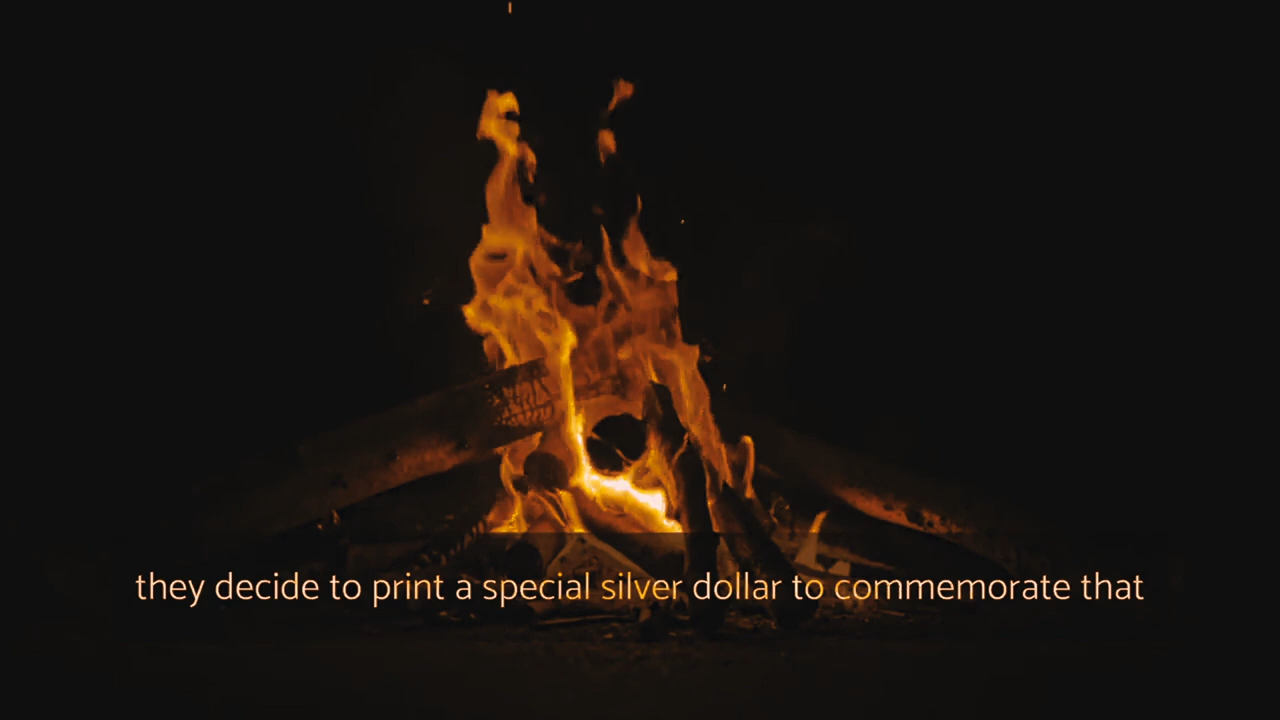 they decide to print a special silver dollar to commemorate that